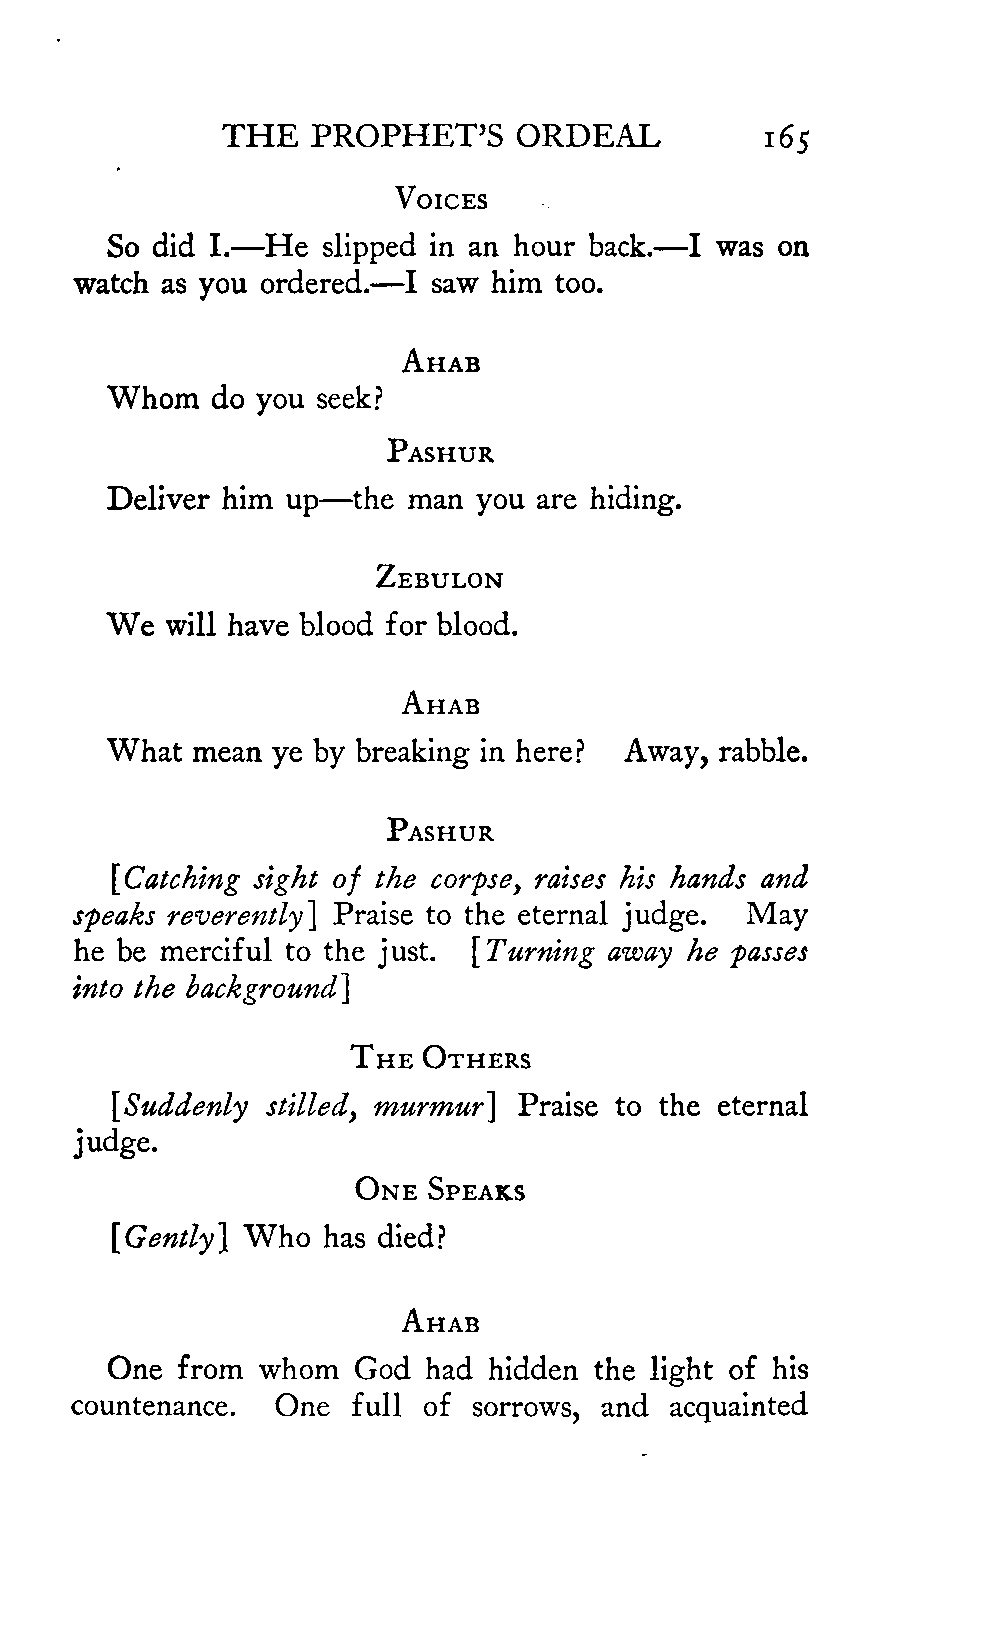 THE PROPHET'S ORDEAL 165
VOICES
So did I.—He slipped in an hour back.—I was on
watch as you ordered.—I saw him too.
AHAB
Whom do you seek?
PASHUR
Deliver him up—the man you are hiding.
ZEBULON
We will have blood for blood.
AHAB
What mean ye by breaking in here? Away, rabble.
PASHUR
[Catching sight of the corpse, raises his hands and
speaks reverently] Praise to the eternal judge. May
he be merciful to the just. [Turning away he passes
into the background]
THE OTHERS
[Suddenly stilled, murmur] Praise to the eternal
judge.
ONE SPEAKS
[Gently] Who has died?
AHAB
One from whom God had hidden the light of his
countenance. One full of sorrows, and acquainted